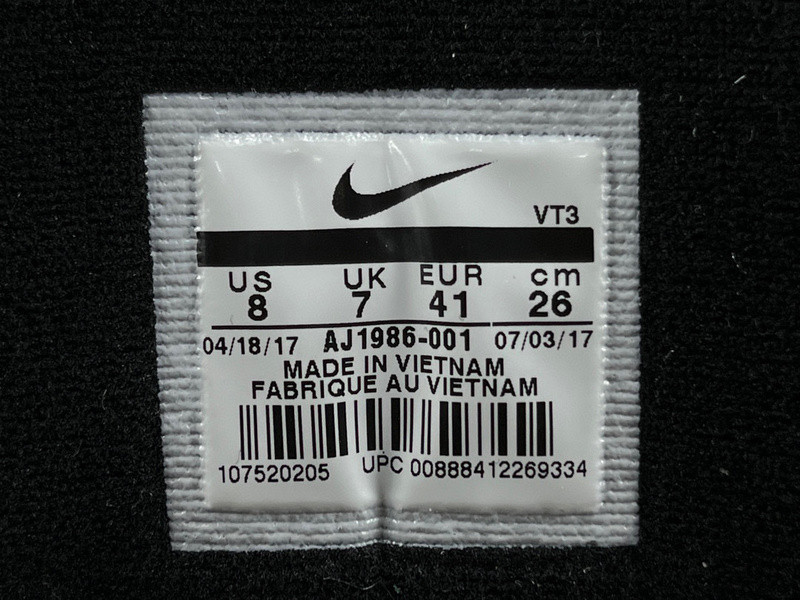 VT3
US UK EUR cm
8 7 41 26
04/18/17 AJ1986-001 07/03/17
MADE IN VIETNAM
FABRIQUE AU VIETNAM
107520205 UPC 00888412269334